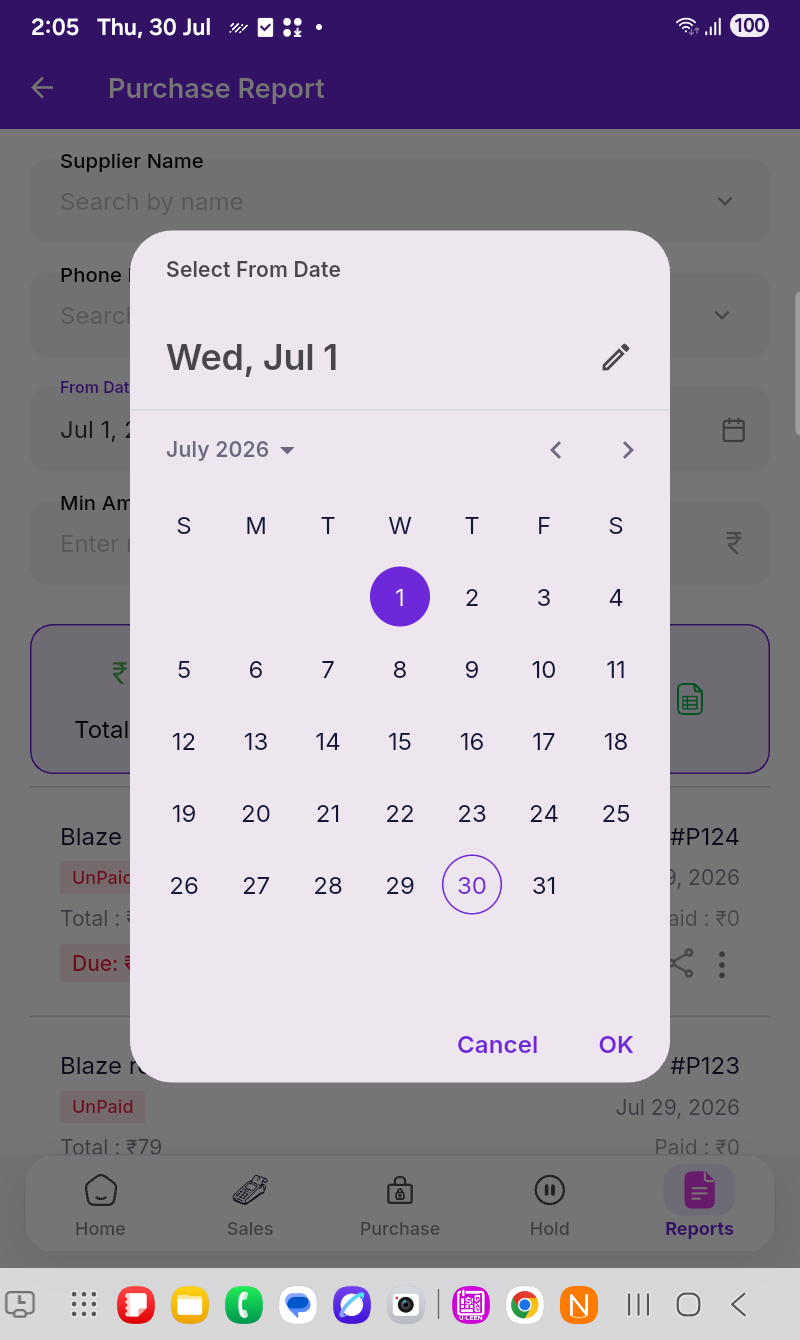 2:05 Thu, 30 Jul 100
Purchase Report
Supplier Name
Search by name
Select From Date
Phone
Wed, Jul 1
From Dat
Jul 1, 2
July 2026
Min Am
Enter
S M T W T F S
1 2 3 4
5 6 7 8 9 10 11
12 13 14 15 16 17 18
19 20 21 22 23 24 25
26 27 28 29 30 31
₹
Total
Blaze #P124
UnPaid 9, 2026
Total : aid : ₹0
Due:
Cancel OK
Blaze #P123
UnPaid Jul 29, 2026
Total : ₹79 Paid : ₹0
Home Sales Purchase Hold Reports
U-LEEN